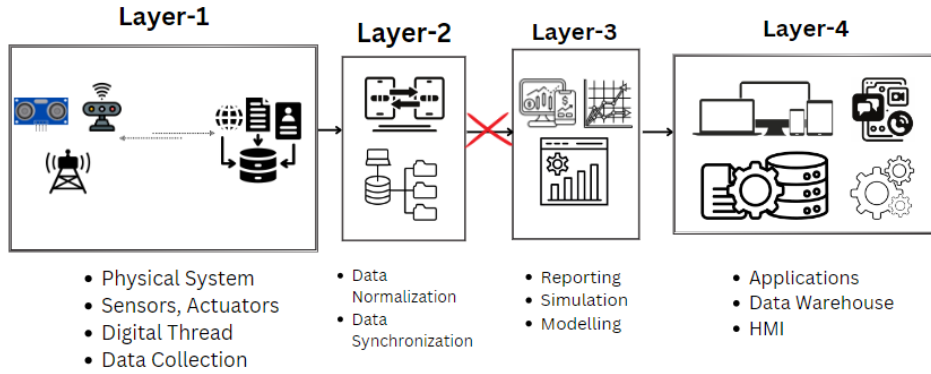 Layer-1
Layer-2
Layer-3
Layer-4
• Physical System
• Sensors, Actuators
• Digital Thread
• Data Collection
• Data
Normalization
• Data
Synchronization
• Reporting
• Simulation
• Modelling
• Applications
• Data Warehouse
• HMI